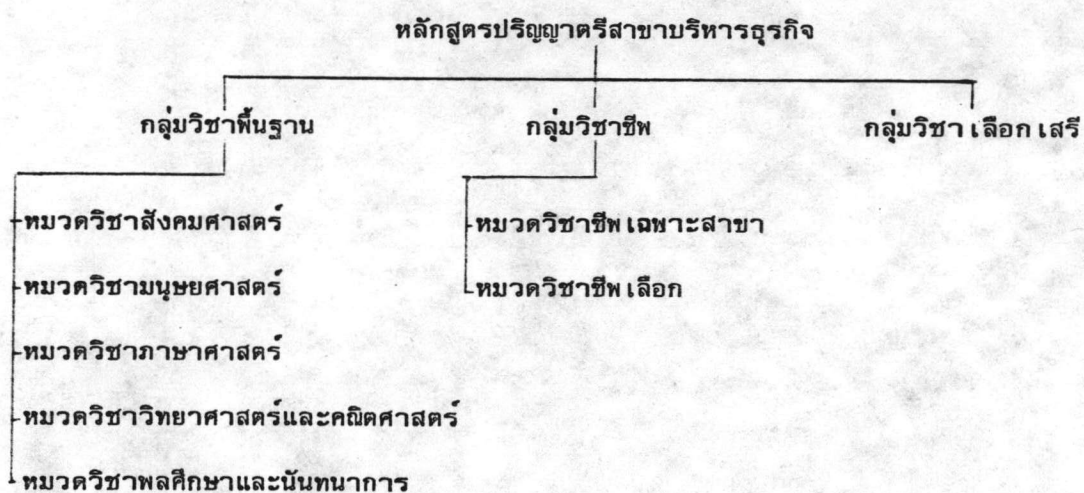 หลักสูตรปริญญาตรีสาขาบริหารธุรกิจ
กลุ่มวิชาพื้นฐาน กลุ่มวิชาชีพ กลุ่มวิชาเลือกเสรี
หมวดวิชาสังคมศาสตร์ หมวดวิชาชีพเฉพาะสาขา
หมวดวิชามนุษยศาสตร์ หมวดวิชาชีพเลือก
หมวดวิชาภาษาศาสตร์
หมวดวิชาวิทยาศาสตร์และคณิตศาสตร์
หมวดวิชาพลศึกษาและนันทนาการ